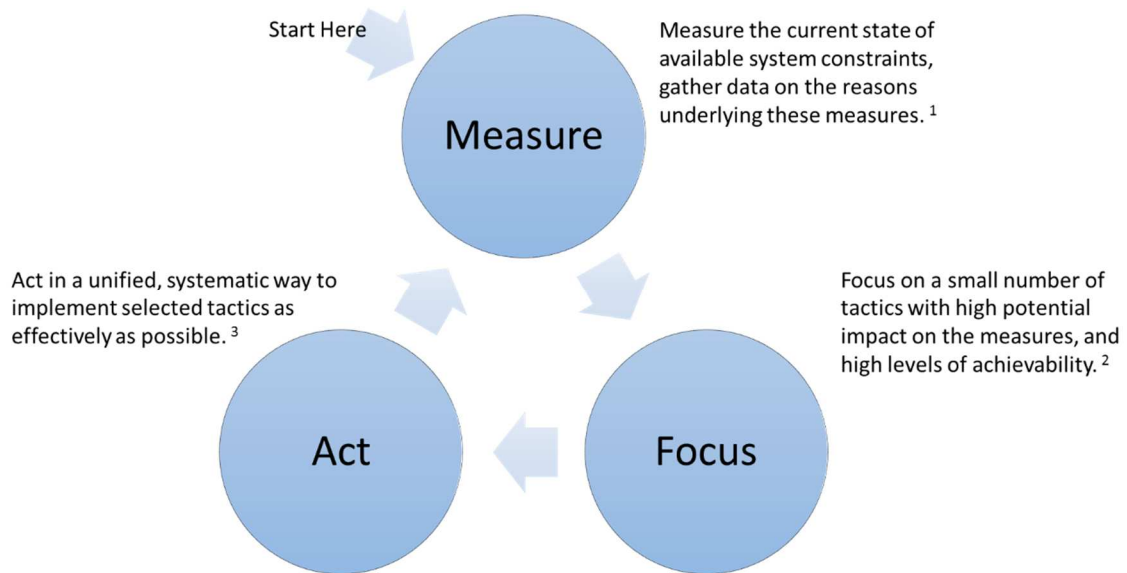 Start Here
Measure the current state of
available system constraints,
gather data on the reasons
underlying these measures. 1
Measure
Act in a unified, systematic way to
implement selected tactics as
effectively as possible. 3
Focus on a small number of
tactics with high potential
impact on the measures, and
high levels of achievability. 2
Act
Focus